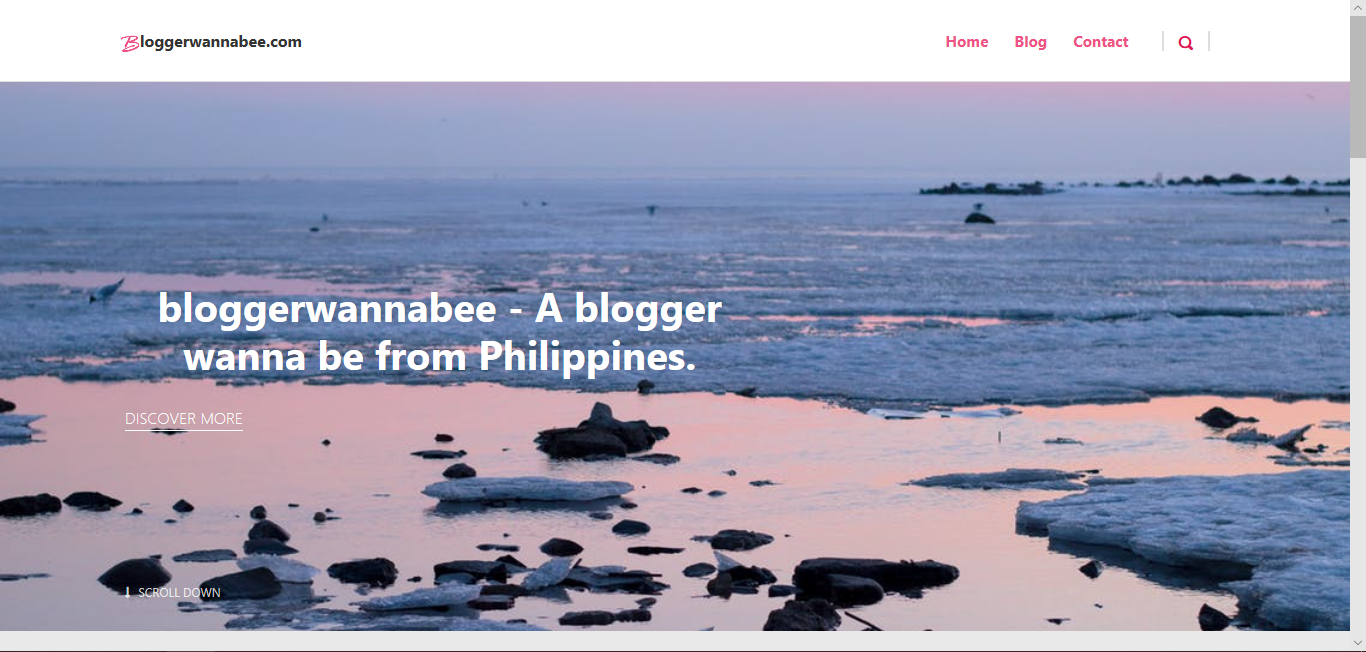 Bloggerwannabee.com
Home Blog Contact
bloggerwannabee - A blogger
wanna be from Philippines.
DISCOVER MORE
SCROLL DOWN